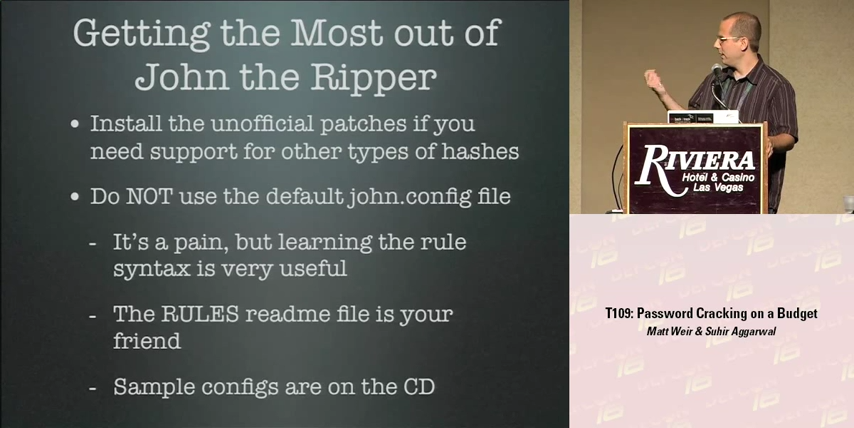 Getting the Most out of
John the Ripper
• Install the unofficial patches if you
need support for other types of hashes
• Do NOT use the default john.config file
- It's a pain, but learning the rule
syntax is very useful
- The RULES readme file is your
friend
- Sample configs are on the CD
RIVIERA
Hotel & Casino
Las Vegas
T109: Password Cracking on a Budget
Matt Weir & Suhir Aggarwal